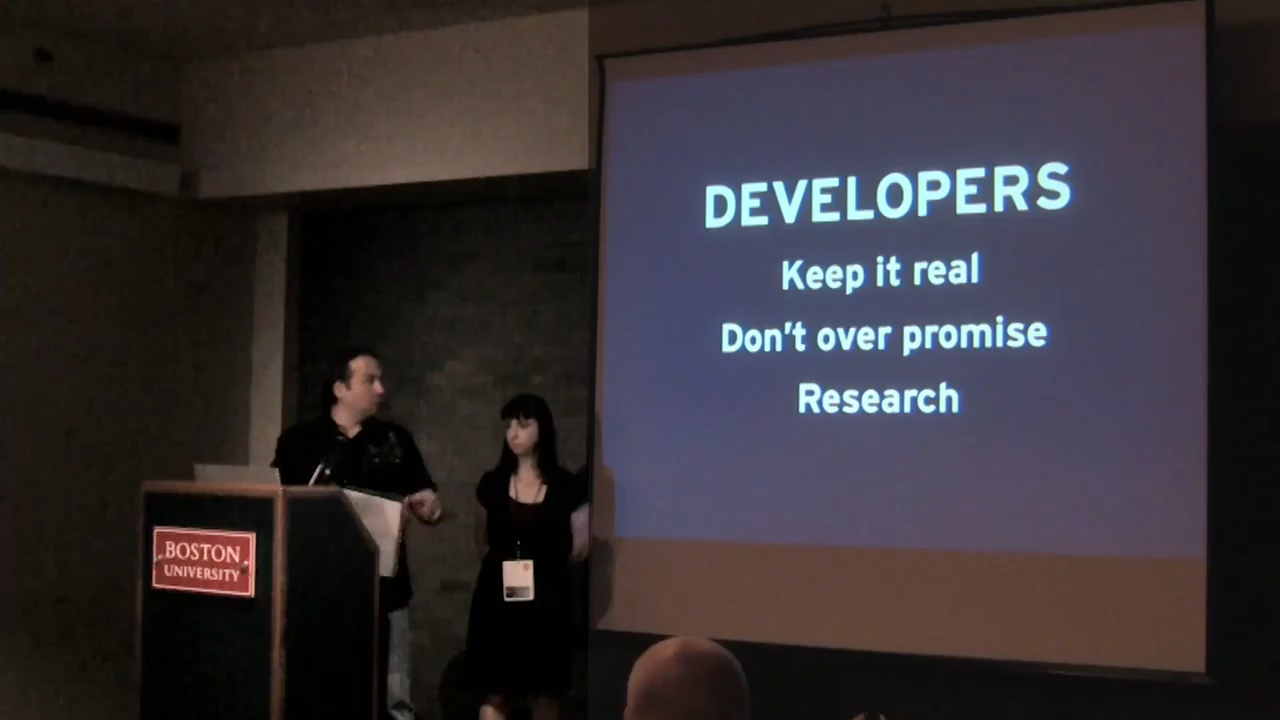 DEVELOPERS
Keep it real
Don't over promise
Research
BOSTON
UNIVERSITY